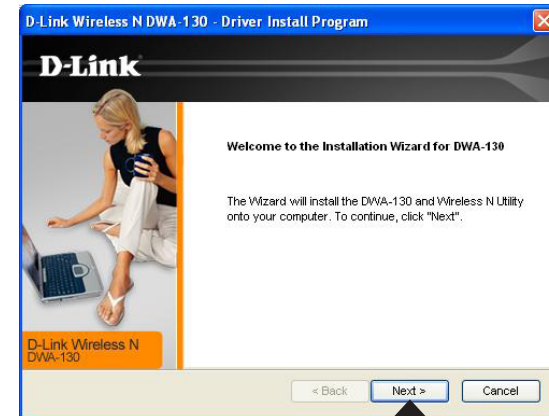 D-Link Wireless N DWA-130 - Driver Install Program
D-Link
Welcome to the Installation Wizard for DWA-130
The Wizard will install the DWA-130 and Wireless N Utility
onto your computer. To continue, click "Next".
D-Link Wireless N
DWA-130
< Back
Next >
Cancel